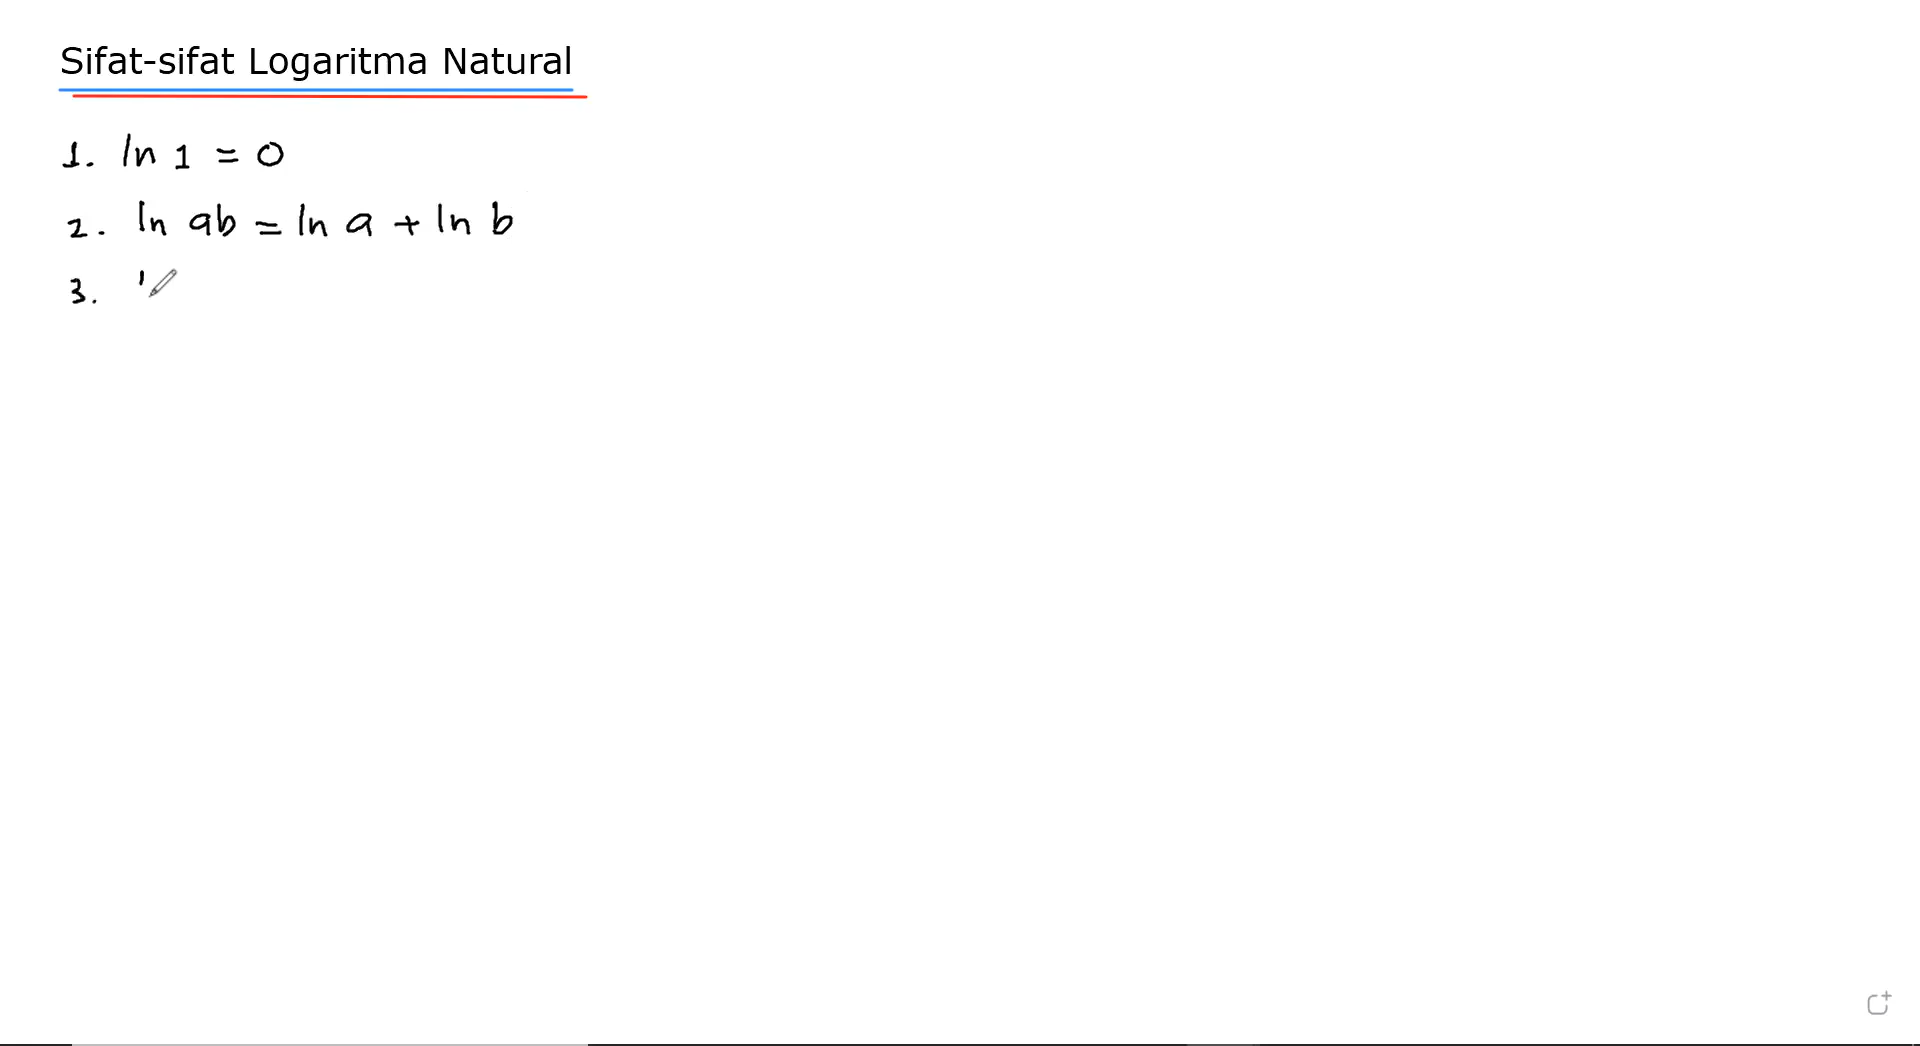 Sifat-sifat Logaritma Natural
1. ln 1 = 0
2. ln ab = ln a + ln b
3.